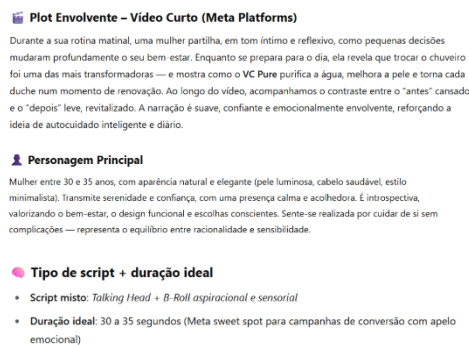 🎬 Plot Envolvente – Vídeo Curto (Meta Platforms)
Durante a sua rotina matinal, uma mulher partilha, em tom íntimo e reflexivo, como pequenas decisões
mudaram profundamente o seu bem-estar. Enquanto se prepara para o dia, ela revela que trocar o chuveiro
foi uma das mais transformadoras — e mostra como o VC Pure purifica a água, melhora a pele e torna cada
duche num momento de renovação. Ao longo do vídeo, acompanhamos o contraste entre o "antes" cansado
e o "depois" leve, revitalizado. A narração é suave, confiante e emocionalmente envolvente, reforçando a
ideia de autocuidado inteligente e diário.
👤 Personagem Principal
Mulher entre 30 e 35 anos, com aparência natural e elegante (pele luminosa, cabelo saudável, estilo
minimalista). Transmite serenidade e confiança, com uma presença calma e acolhedora. É introspectiva,
valorizando o bem-estar, o design funcional e escolhas conscientes. Sente-se realizada por cuidar de si sem
complicações — representa o equilíbrio entre racionalidade e sensibilidade.
🧠 Tipo de script + duração ideal
• Script misto: Talking Head + B-Roll aspiracional e sensorial
• Duração ideal: 30 a 35 segundos (Meta sweet spot para campanhas de conversão com apelo
emocional)